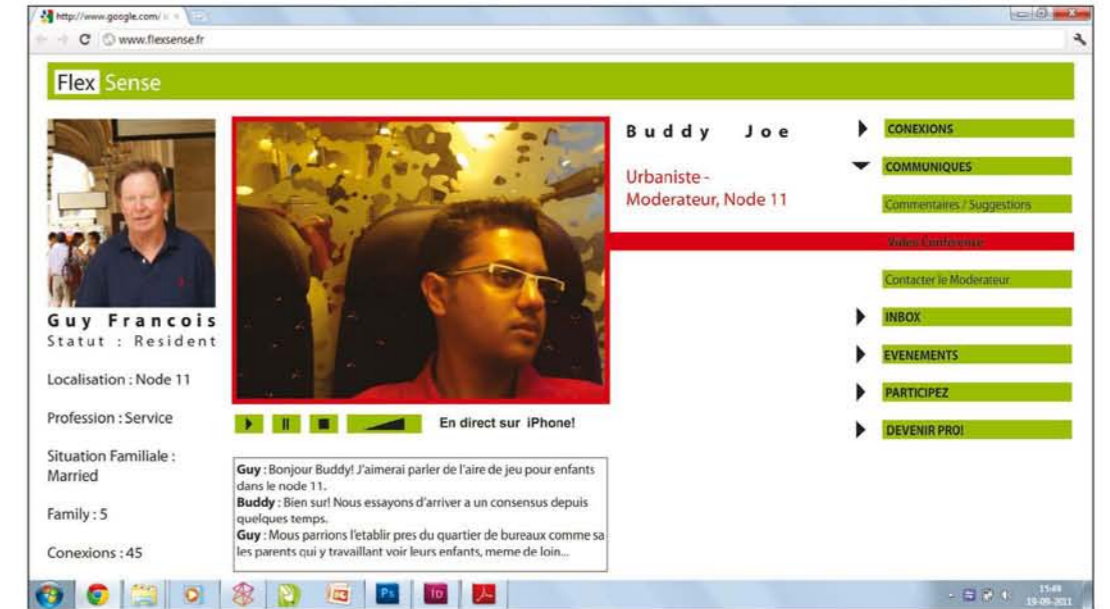 http://www.google.com/
www.flexsense.fr
Flex Sense
Guy Francois
Statut : Resident
Localisation : Node 11
Profession : Service
Situation Familiale :
Married
Family : 5
Conexions : 45
En direct sur iPhone!
Guy : Bonjour Buddy! J'aimerai parler de l'aire de jeu pour enfants
dans le node 11.
Buddy : Bien sur! Nous essayons d'arriver a un consensus depuis
quelques temps.
Guy : Mous parrions l'etablir pres du quartier de bureaux comme sa
les parents qui y travaillant voir leurs enfants, meme de loin...
Buddy Joe
Urbaniste -
Moderateur, Node 11
CONEXIONS
COMMUNIQUES
Commentaires / Suggestions
Video Conference
Contacter le Moderateur
INBOX
EVENEMENTS
PARTICIPEZ
DEVENIR PRO!
Ps
ID
15:49
19-09-2011